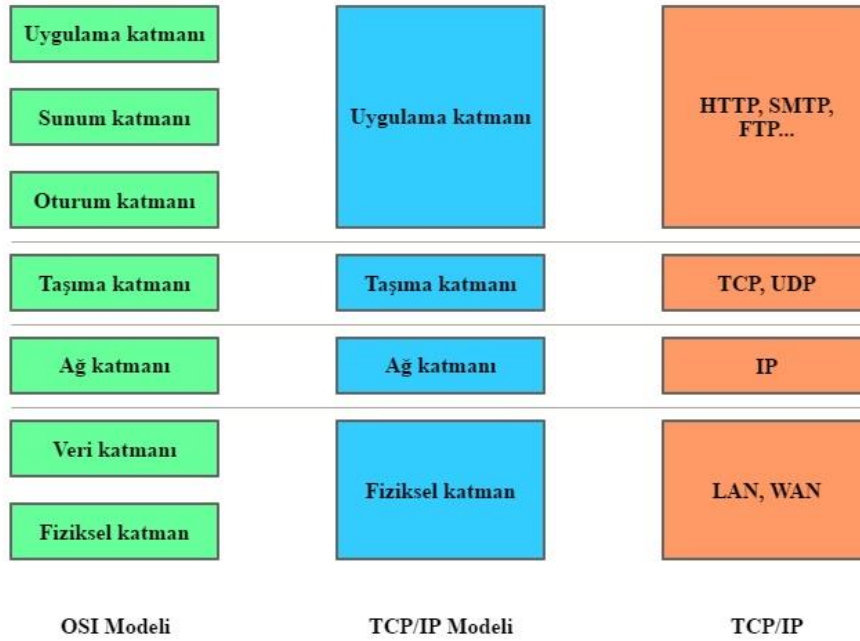 Uygulama katmanı
Sunum katmanı
Oturum katmanı
Taşıma katmanı
Ağ katmanı
Veri katmanı
Fiziksel katman
OSI Modeli
Uygulama katmanı
Taşıma katmanı
Ağ katmanı
Fiziksel katman
TCP/IP Modeli
HTTP, SMTP,
FTP...
TCP, UDP
IP
LAN, WAN
TCP/IP